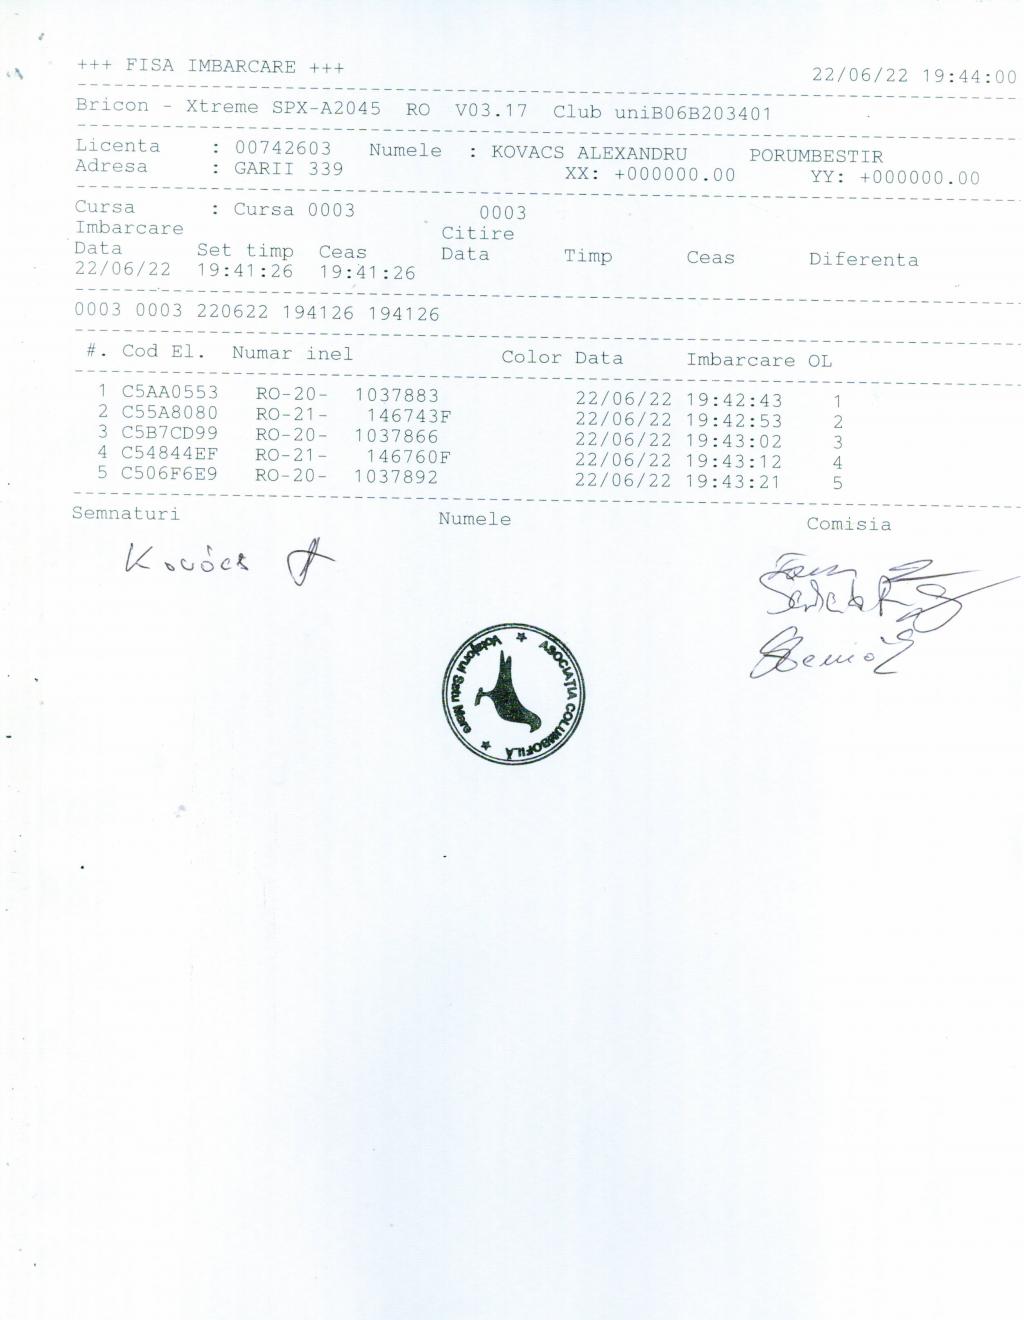 +++ FISA IMBARCARE +++ 22/06/22 19:44:00
Bricon - Xtreme SPX-A2045 RO V03.17 Club uniB06B203401
Licenta : 00742603 Numele : KOVACS ALEXANDRU PORUMBESTIR
Adresa : GARII 339 XX: +000000.00 YY: +000000.00
Cursa : Cursa 0003 0003
Imbarcare Citire
Data Set timp Ceas Data Timp Ceas Diferenta
22/06/22 19:41:26 19:41:26
0003 0003 220622 194126 194126
#. Cod El. Numar inel Color Data Imbarcare OL
1 C5AA0553 RO-20- 1037883 22/06/22 19:42:43 1
2 C55A8080 RO-21- 146743F 22/06/22 19:42:53 2
3 C5B7CD99 RO-20- 1037866 22/06/22 19:43:02 3
4 C54844EF RO-21- 146760F 22/06/22 19:43:12 4
5 C506F6E9 RO-20- 1037892 22/06/22 19:43:21 5
Semnaturi Numele Comisia
Kovács A
ASOCIAŢIA COLUMBOFILĂ
Voiajorul Satu Mare